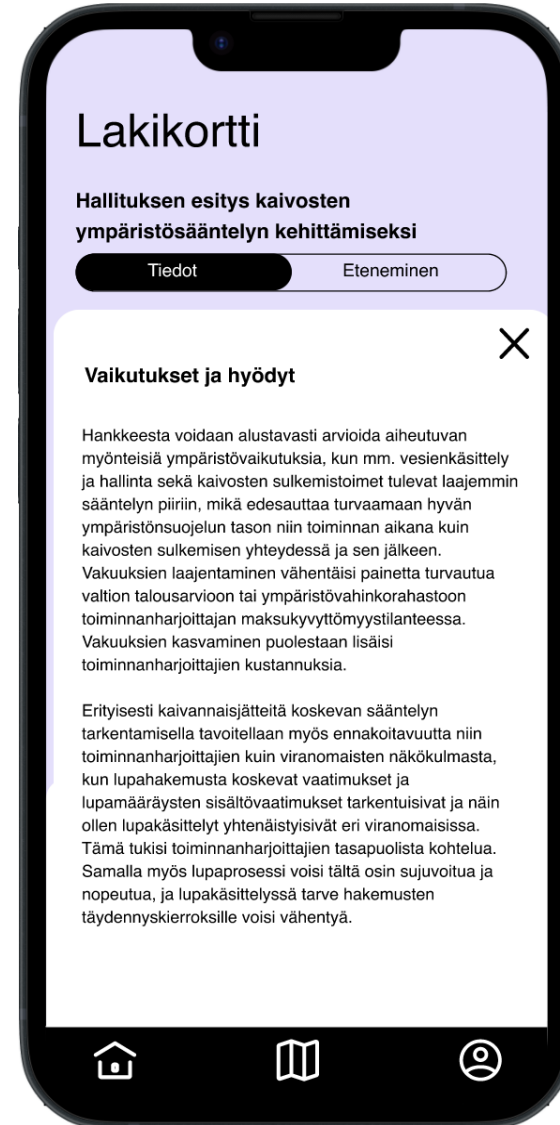 Lakikortti
Hallituksen esitys kaivosten
ympäristösääntelyn kehittämiseksi
Tiedot
Eteneminen
Vaikutukset ja hyödyt
Hankkeesta voidaan alustavasti arvioida aiheutuvan
myönteisiä ympäristövaikutuksia, kun mm. vesienkäsittely
ja hallinta sekä kaivosten sulkemistoimet tulevat laajemmin
sääntelyn piiriin, mikä edesauttaa turvaamaan hyvän
ympäristönsuojelun tason niin toiminnan aikana kuin
kaivosten sulkemisen yhteydessä ja sen jälkeen.
Vakuuksien laajentaminen vähentäisi painetta turvautua
valtion talousarvioon tai ympäristövahinkorahastoon
toiminnanharjoittajan maksukyvyttömyystilanteessa.
Vakuuksien kasvaminen puolestaan lisäisi
toiminnanharjoittajien kustannuksia.
Erityisesti kaivannaisjätteitä koskevan sääntelyn
tarkentamisella tavoitellaan myös ennakoitavuutta niin
toiminnanharjoittajien kuin viranomaisten näkökulmasta,
kun lupahakemusta koskevat vaatimukset ja
lupamääräysten sisältövaatimukset tarkentuisivat ja näin
ollen lupakäsittelyt yhtenäistyisivät eri viranomaisissa.
Tämä tukisi toiminnanharjoittajien tasapuolista kohtelua.
Samalla myös lupaprosessi voisi tältä osin sujuvoitua ja
nopeutua, ja lupakäsittelyssä tarve hakemusten
täydennyskierroksille voisi vähentyä.